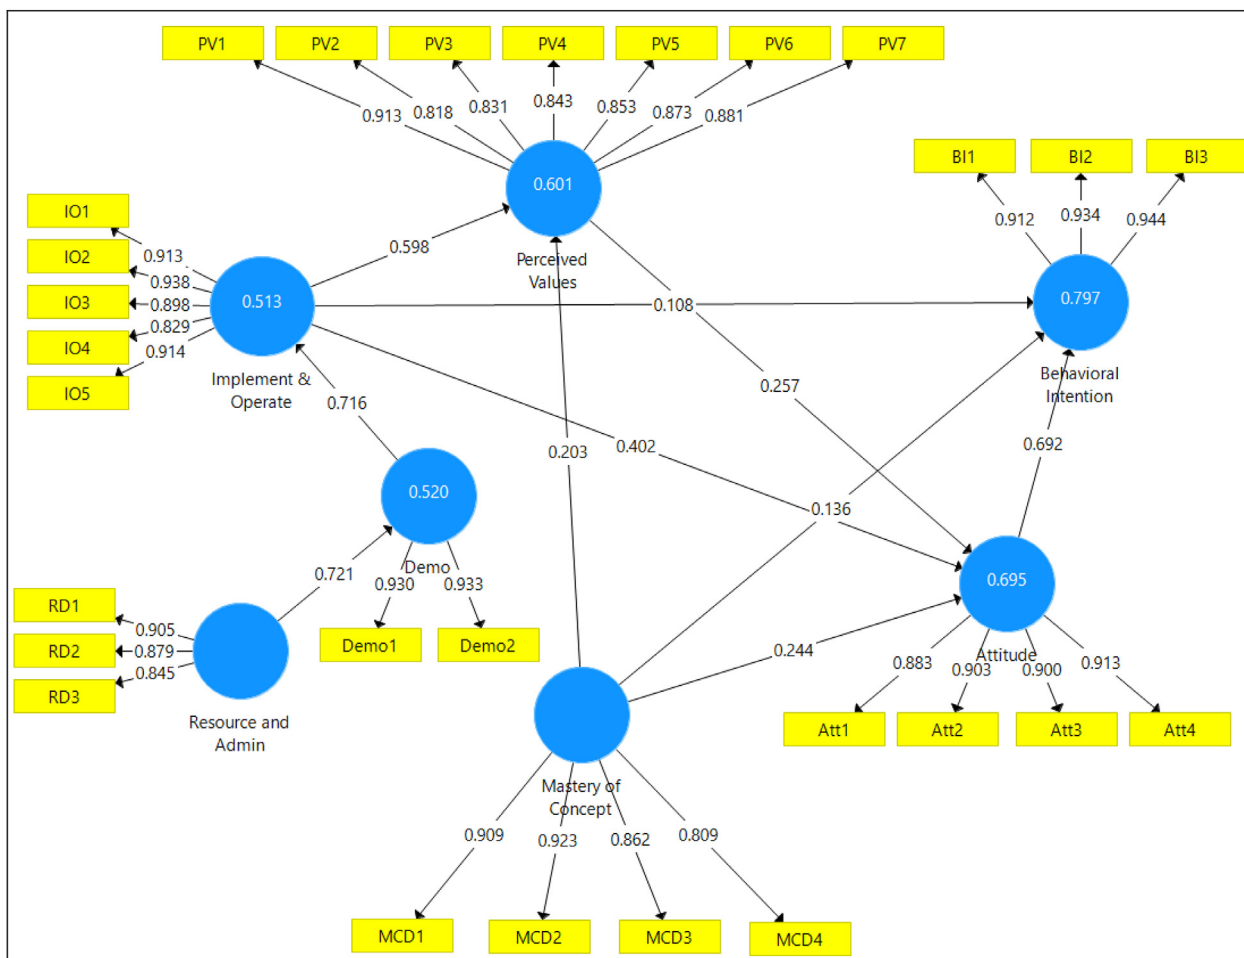 PV1 PV2 PV3 PV4 PV5 PV6 PV7
0.913 0.818 0.831 0.843 0.853 0.873 0.881
0.601
Perceived
Values
BI1 BI2 BI3
0.912 0.934 0.944
0.797
Behavioral
Intention
IO1
IO2
IO3
IO4
IO5
0.913
0.938
0.898
0.829
0.914
0.513
Implement &
Operate
0.598
0.108
0.257
0.402
0.203
0.716
0.692
0.136
0.520
Demo
0.930 0.933
Demo1 Demo2
0.721
RD1
RD2
RD3
0.905
0.879
0.845
Resource and
Admin
0.244
0.695
Attitude
0.883 0.903 0.900 0.913
Att1 Att2 Att3 Att4
Mastery of
Concept
0.909 0.923 0.862 0.809
MCD1 MCD2 MCD3 MCD4